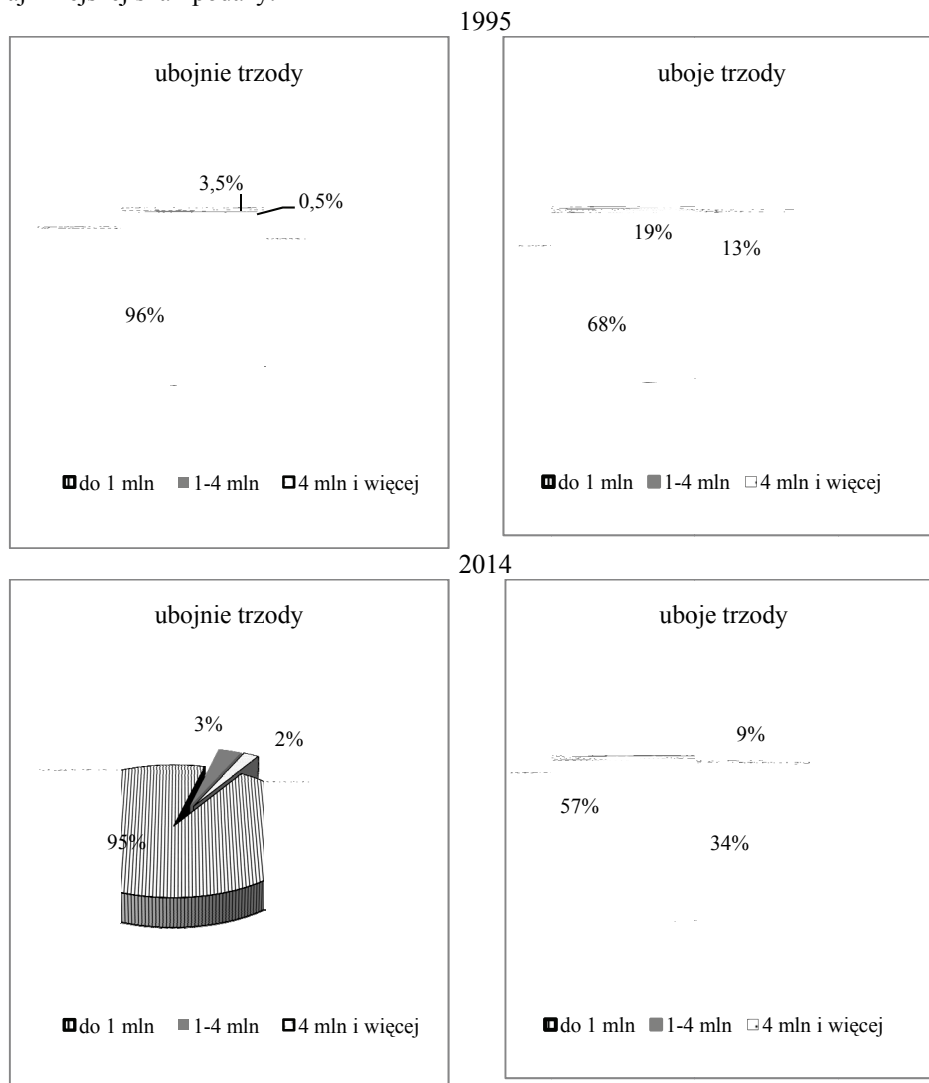 1995
ubojnie trzody
3,5%
0,5%
96%
do 1 mln 1-4 mln 4 mln i więcej
uboje trzody
19%
13%
68%
do 1 mln 1-4 mln 4 mln i więcej
2014
ubojnie trzody
3%
2%
95%
do 1 mln 1-4 mln 4 mln i więcej
uboje trzody
9%
57%
34%
do 1 mln 1-4 mln 4 mln i więcej